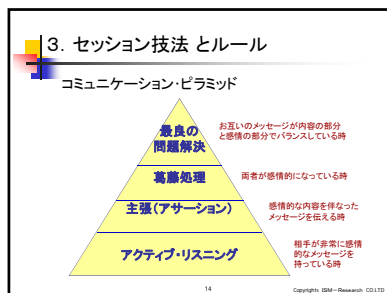 3. セッション技法 とルール
コミュニケーション・ピラミッド
最良の
問題解決
お互いのメッセージが内容の部分
と感情の部分でバランスしている時
葛藤処理
両者が感情的になっている時
主張(アサーション)
感情的な内容を伴なった
メッセージを伝える時
アクティブ・リスニング
相手が非常に感情
的なメッセージを
持っている時
14
Copyrights ISM-Research CO.LTD